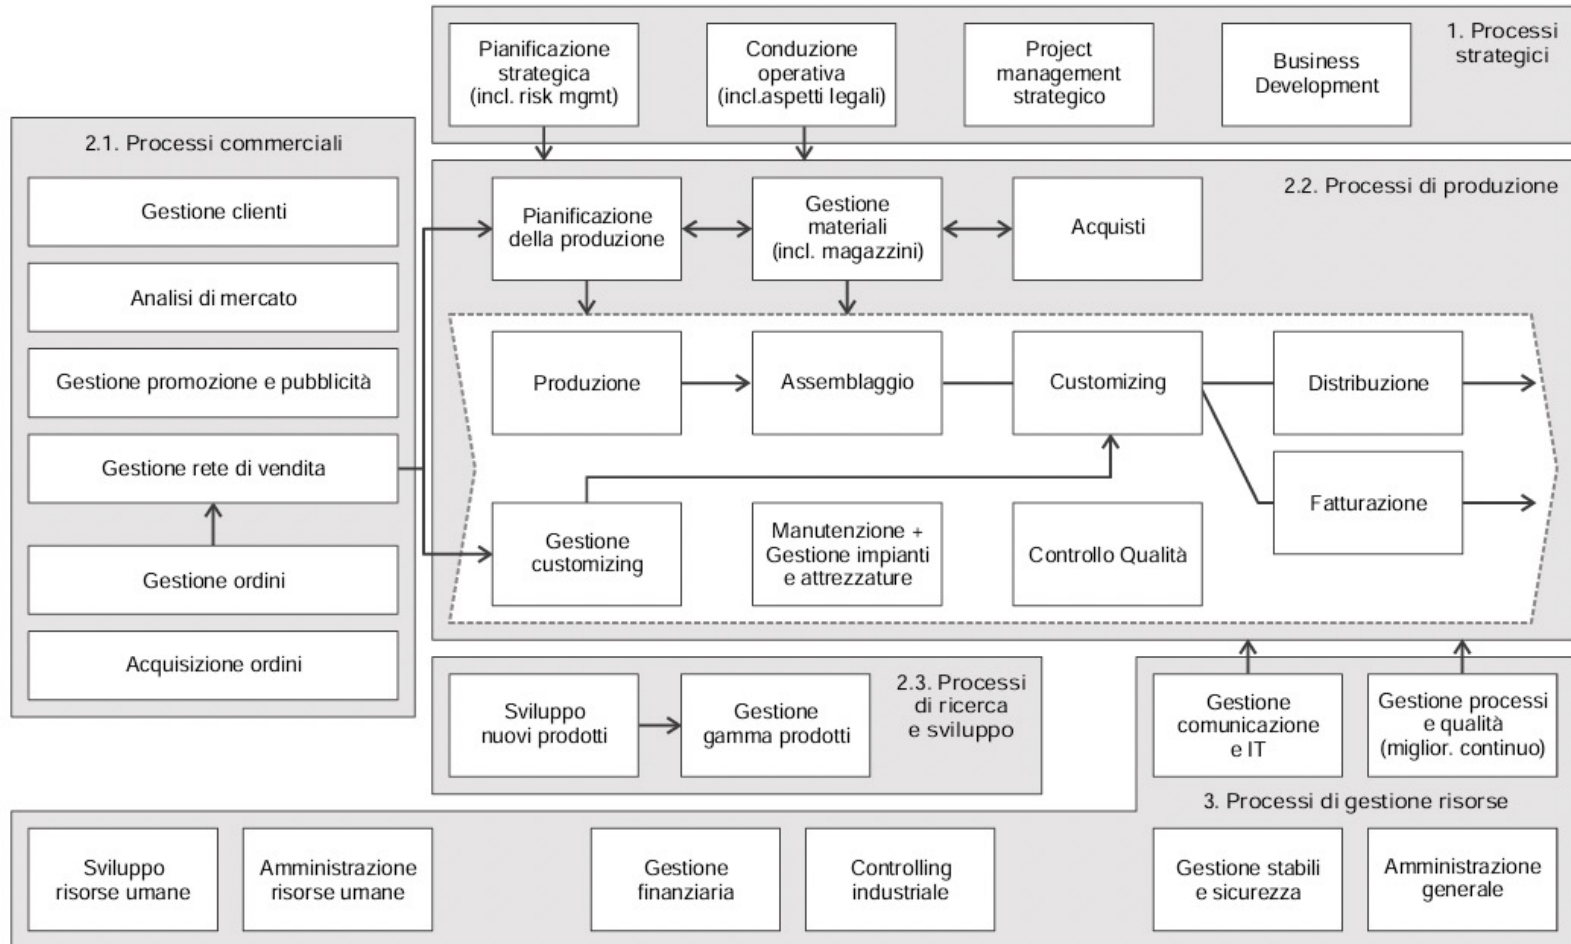 1. Processi
strategici
Pianificazione
strategica
(incl. risk mgmt)
Conduzione
operativa
(incl.aspetti legali)
Project
management
strategico
Business
Development
2.1. Processi commerciali
Gestione clienti
Analisi di mercato
Gestione promozione e pubblicità
Gestione rete di vendita
Gestione ordini
Acquisizione ordini
2.2. Processi di produzione
Pianificazione
della produzione
Gestione
materiali
(incl. magazzini)
Acquisti
Produzione
Assemblaggio
Customizing
Distribuzione
Fatturazione
Gestione
customizing
Manutenzione +
Gestione impianti
e attrezzature
Controllo Qualità
Sviluppo
nuovi prodotti
Gestione
gamma prodotti
2.3. Processi
di ricerca
e sviluppo
Gestione
comunicazione
e IT
Gestione processi
e qualità
(miglior. continuo)
3. Processi di gestione risorse
Sviluppo
risorse umane
Amministrazione
risorse umane
Gestione
finanziaria
Controlling
industriale
Gestione stabili
e sicurezza
Amministrazione
generale